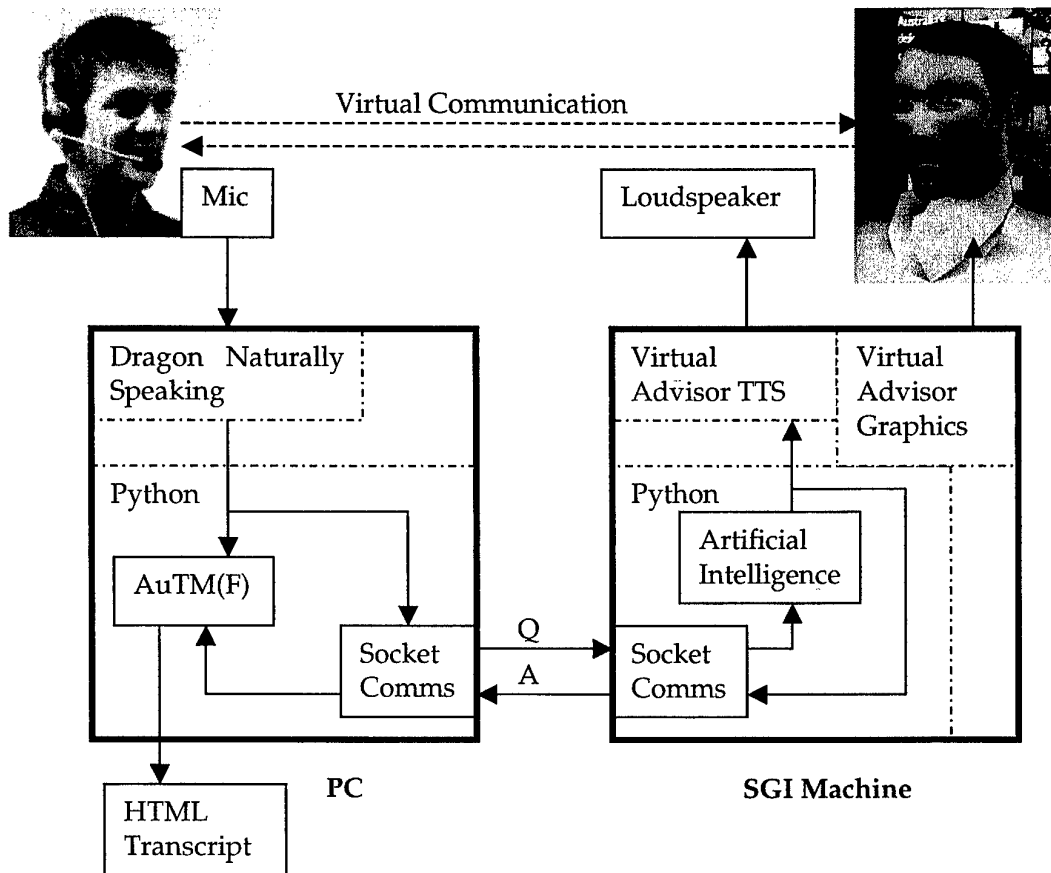 Austral
Virtual Communication
Mic
Loudspeaker
Dragon Naturally
Speaking
Virtual
Advisor TTS
Virtual
Advisor
Graphics
Python
Python
Artificial
Intelligence
AuTM(F)
Socket
Comms
Q
A
Socket
Comms
PC
SGI Machine
HTML
Transcript